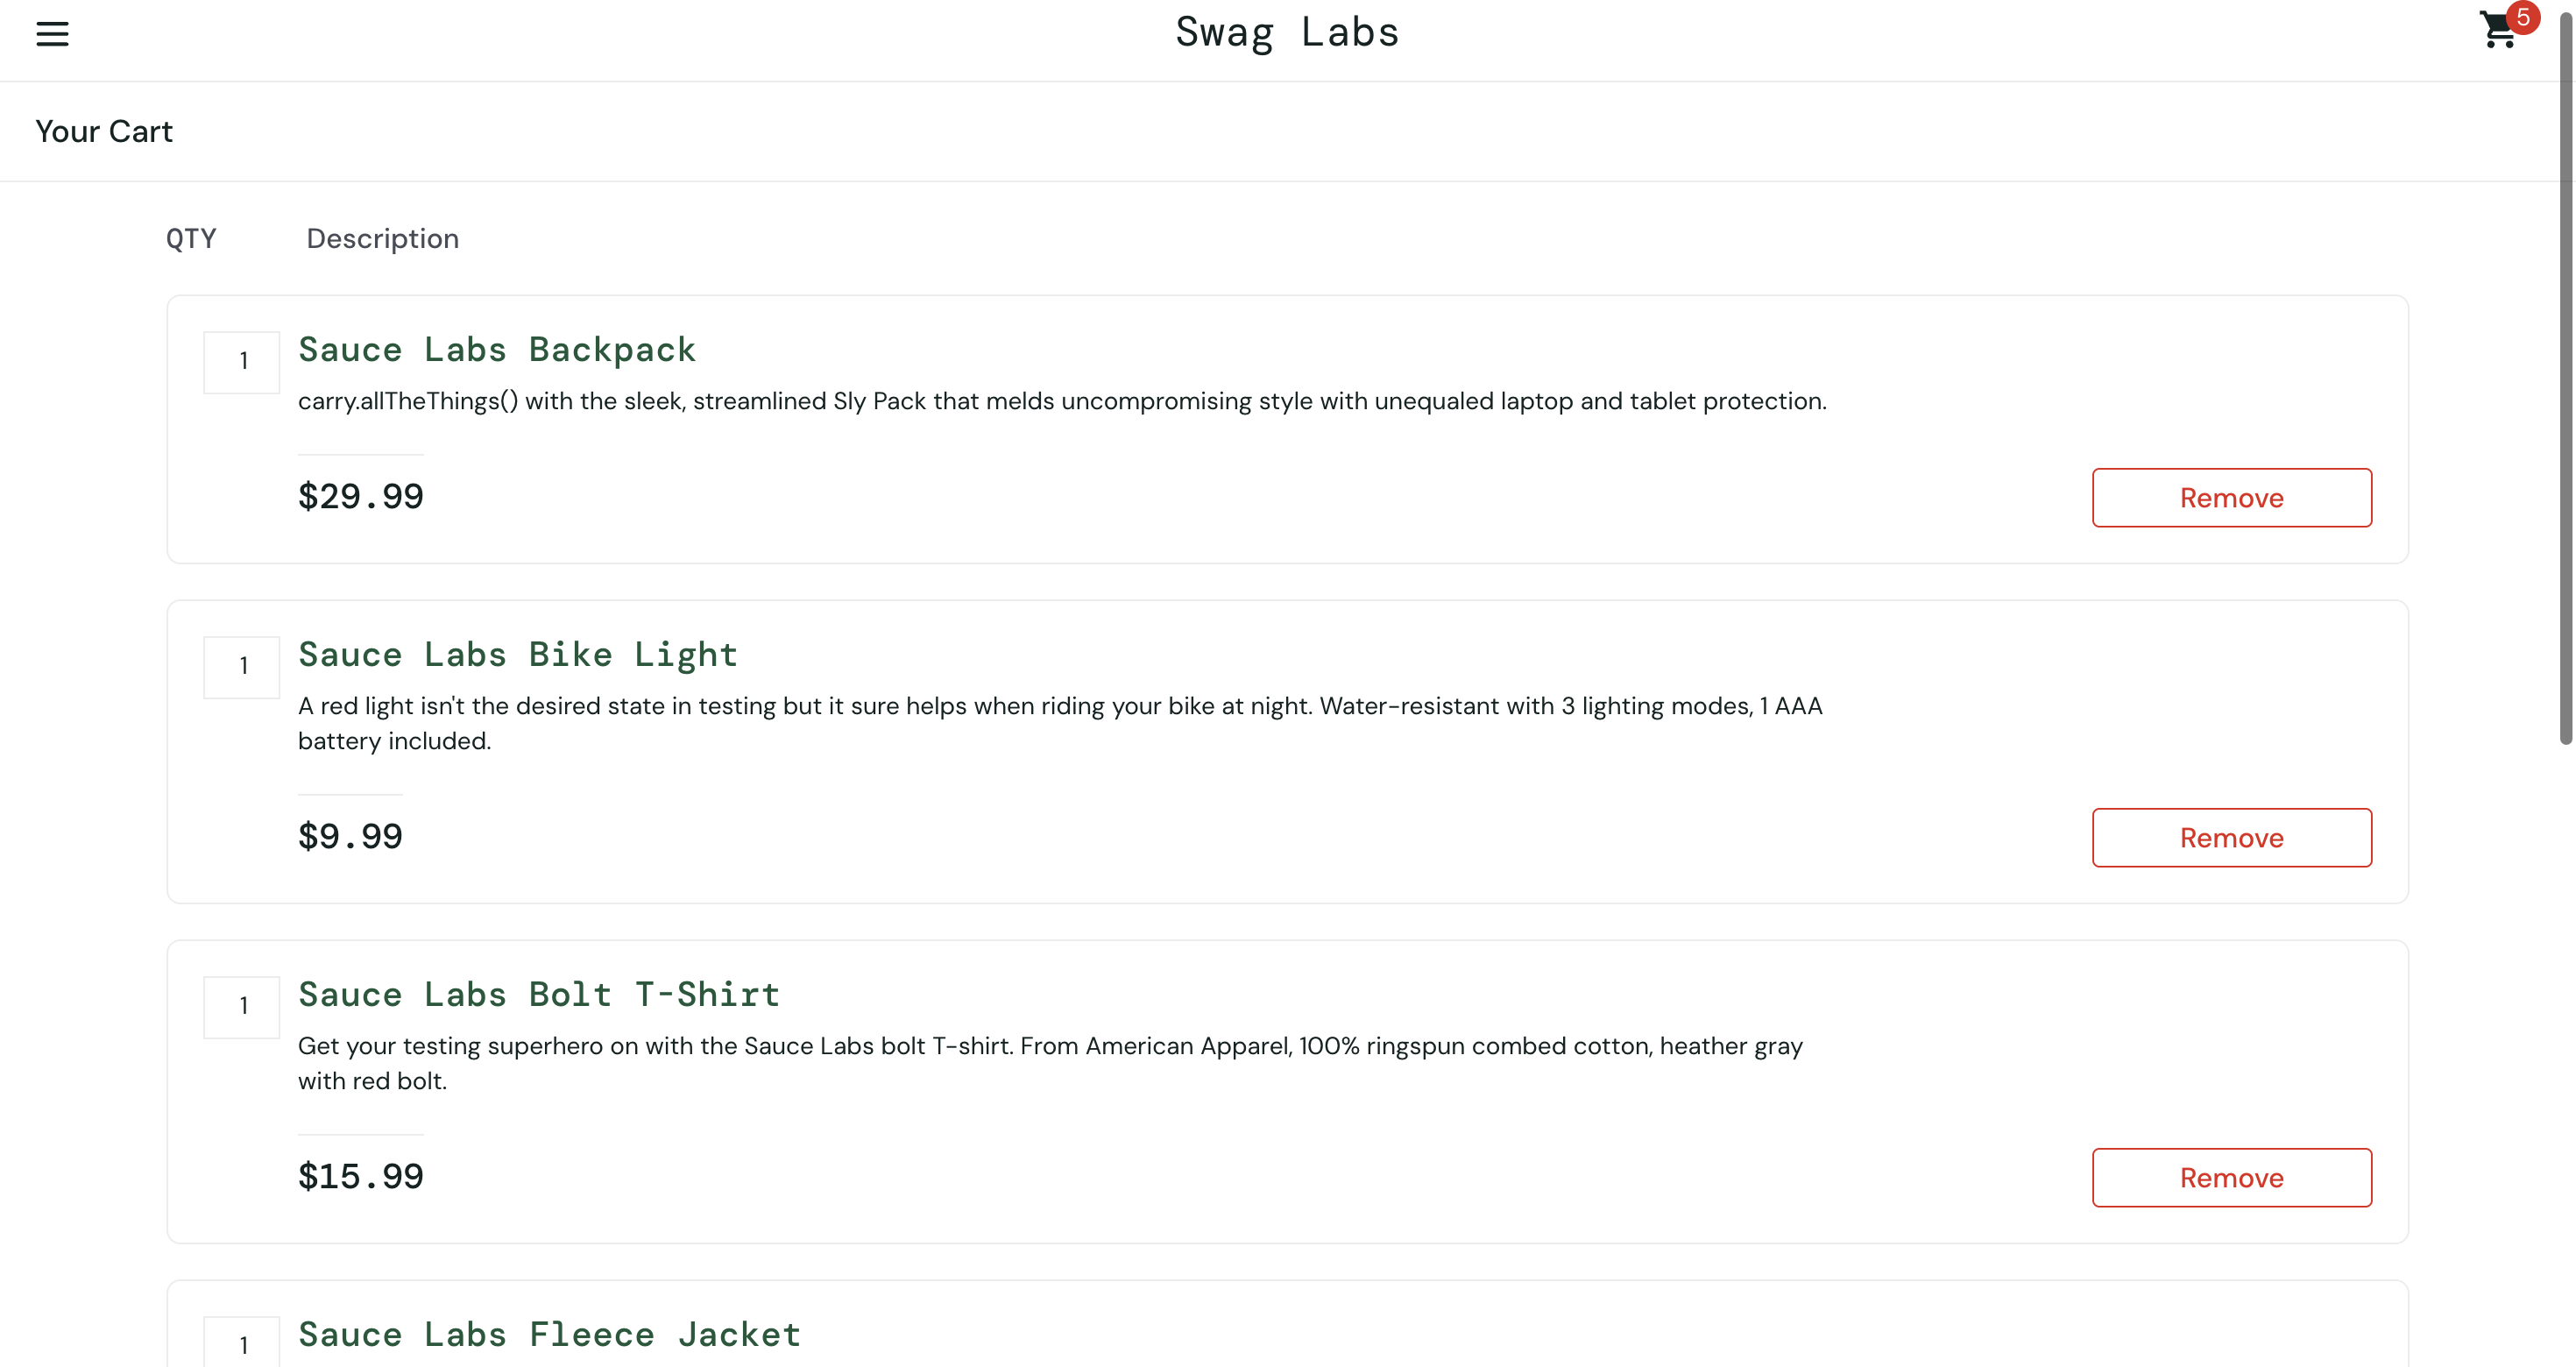 Swag Labs
5
Your Cart
QTY Description
1 Sauce Labs Backpack
carry.allTheThings() with the sleek, streamlined Sly Pack that melds uncompromising style with unequaled laptop and tablet protection.
$29.99 Remove
1 Sauce Labs Bike Light
A red light isn't the desired state in testing but it sure helps when riding your bike at night. Water-resistant with 3 lighting modes, 1 AAA
battery included.
$9.99 Remove
1 Sauce Labs Bolt T-Shirt
Get your testing superhero on with the Sauce Labs bolt T-shirt. From American Apparel, 100% ringspun combed cotton, heather gray
with red bolt.
$15.99 Remove
1 Sauce Labs Fleece Jacket